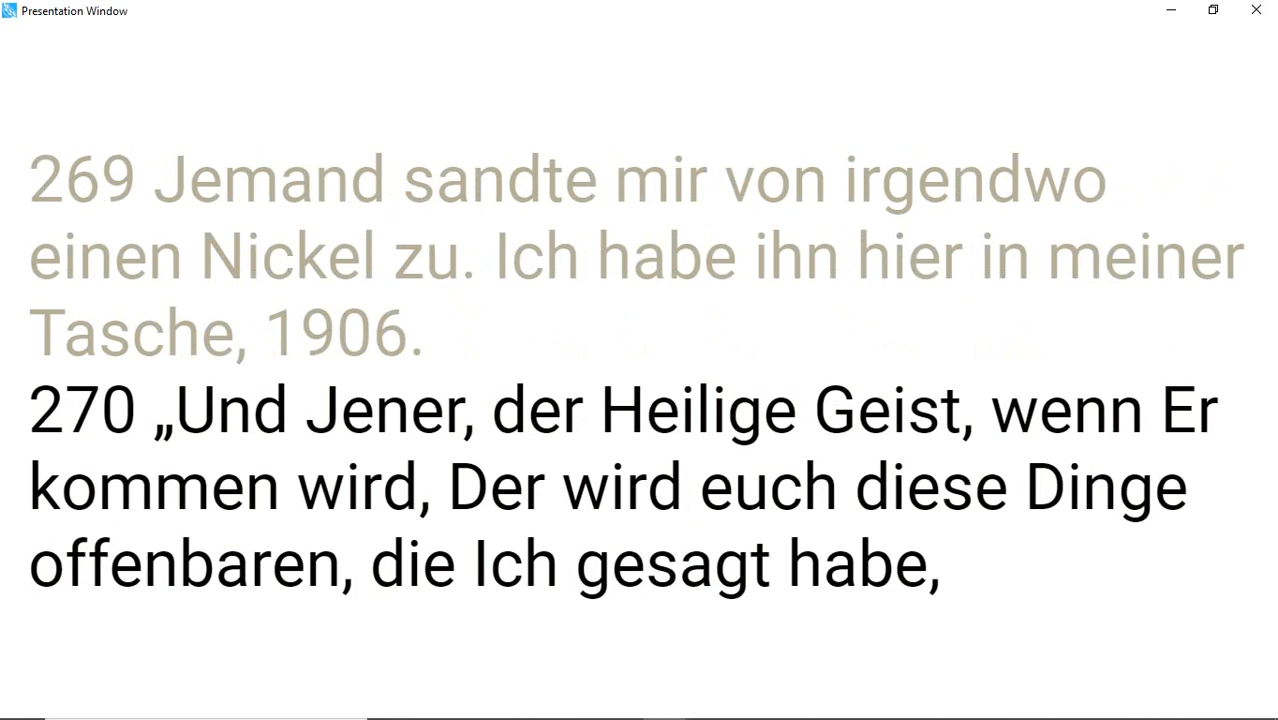 Presentation Window
269 Jemand sandte mir von irgendwo
einen Nickel zu. Ich habe ihn hier in meiner
Tasche, 1906.
270 „Und Jener, der Heilige Geist, wenn Er
kommen wird, Der wird euch diese Dinge
offenbaren, die Ich gesagt habe,